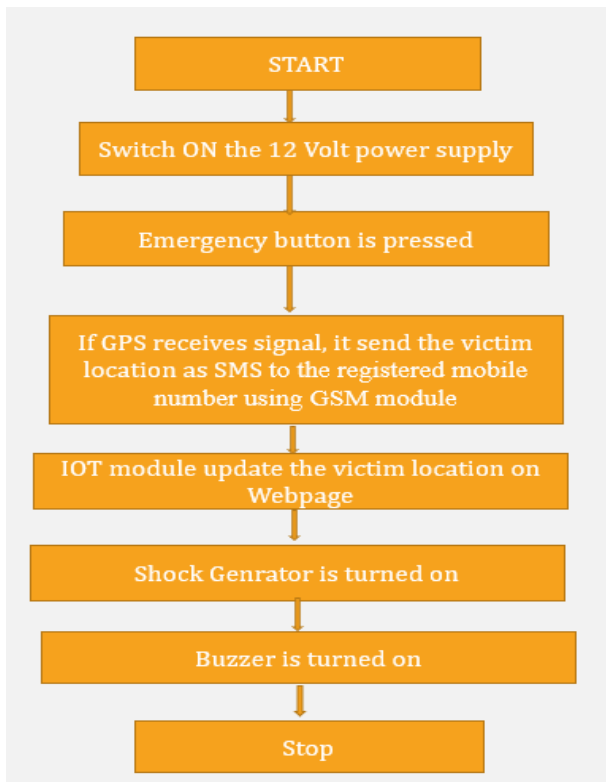 START
Switch ON the 12 Volt power supply
Emergency button is pressed
If GPS receives signal, it send the victim
location as SMS to the registered mobile
number using GSM module
IOT module update the victim location on
Webpage
Shock Genrator is turned on
Buzzer is turned on
Stop